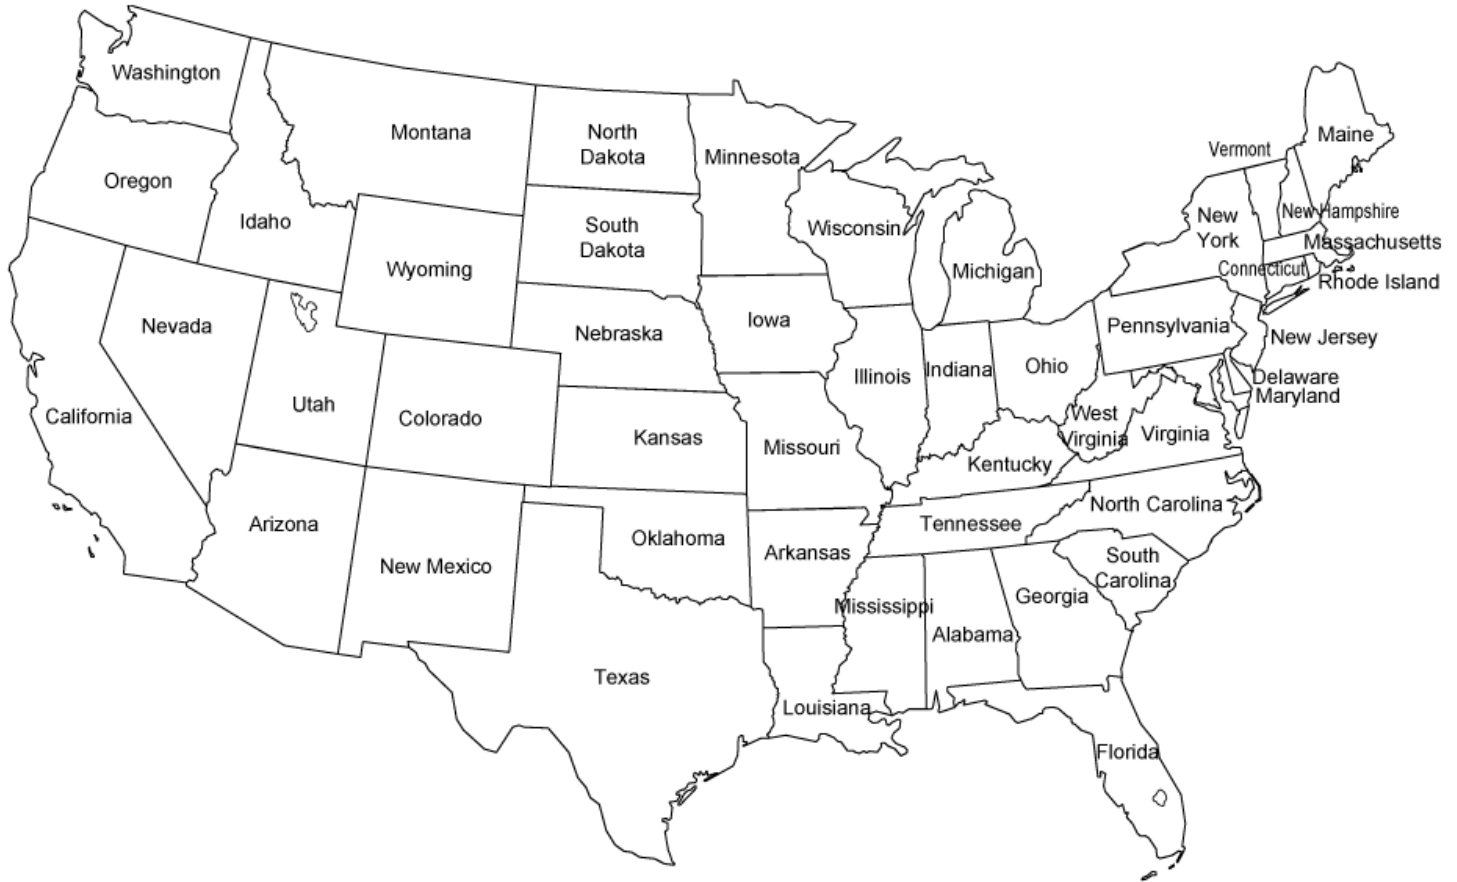 Washington
Montana
North
Dakota
Minnesota
Vermont
Maine
Oregon
Idaho
South
Dakota
Wisconsin
New
York
New Hampshire
Massachusetts
Wyoming
Michigan
Connecticut
Rhode Island
Nevada
Nebraska
Iowa
Pennsylvania
New Jersey
Illinois
Indiana
Ohio
Delaware
Maryland
California
Utah
Colorado
Kansas
Missouri
West
Virginia
Virginia
Kentucky
Arizona
New Mexico
Oklahoma
Arkansas
Tennessee
North Carolina
South
Carolina
Mississippi
Alabama
Georgia
Texas
Louisiana
Florida